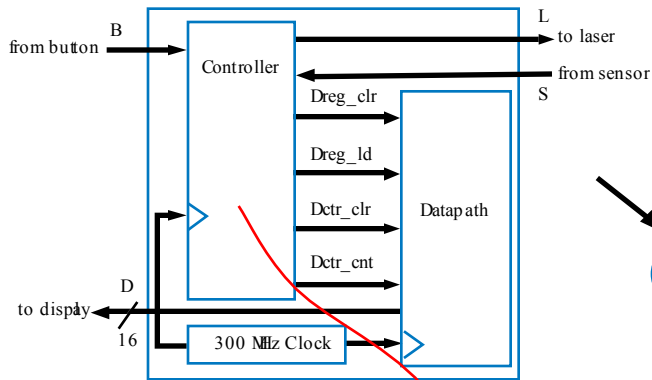 B
L
from button
to laser
Controller
from sensor
S
Dreg_clr
Dreg_ld
Dctr_clr
Datapath
Dctr_cnt
D
to display
16
300 MHz Clock